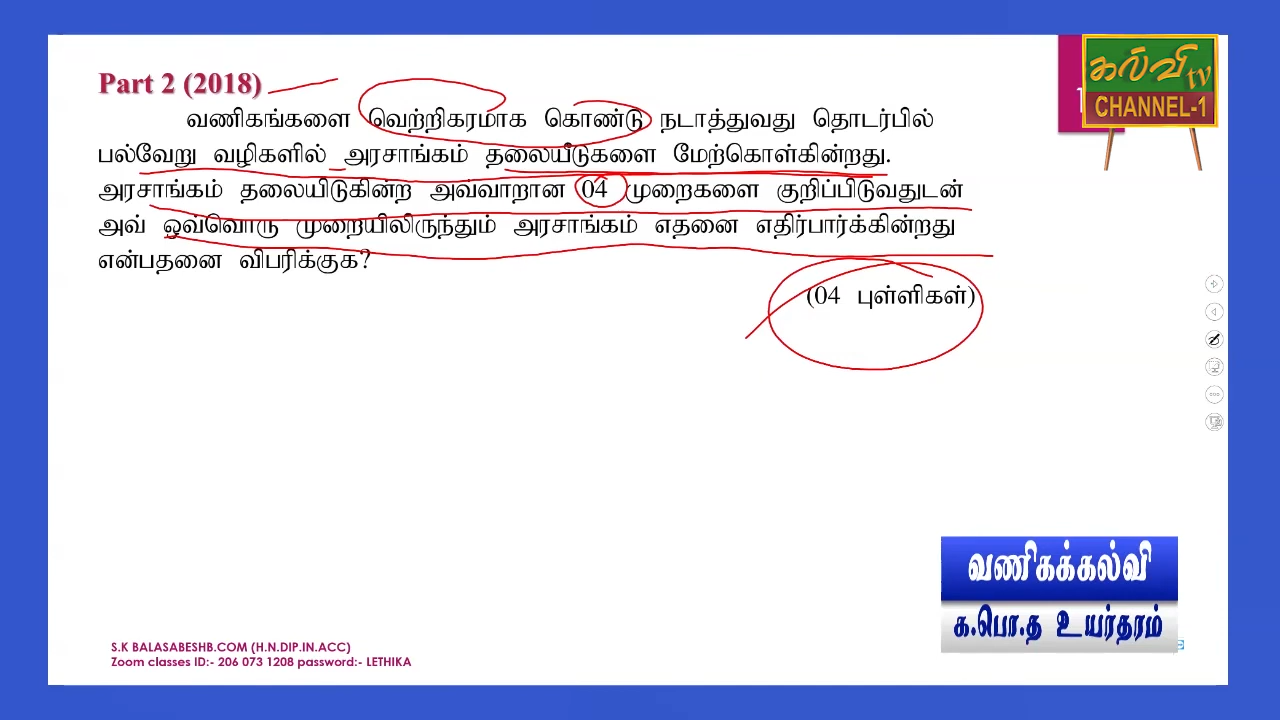 Part 2 (2018)
கல்வி tv
CHANNEL-1
வணிகங்களை வெற்றிகரமாக கொண்டு நடாத்துவது தொடர்பில்
பல்வேறு வழிகளில் அரசாங்கம் தலையீடுகளை மேற்கொள்கின்றது.
அரசாங்கம் தலையிடுகின்ற அவ்வாறான 04 முறைகளை குறிப்பிடுவதுடன்
அவ் ஒவ்வொரு முறையிலிருந்தும் அரசாங்கம் எதனை எதிர்பார்க்கின்றது
என்பதனை விபரிக்குக?
(04 புள்ளிகள்)
வணிகக்கல்வி
க.பொ.த உயர்தரம்
S.K BALASABESHB.COM (H.N.DIP.IN.ACC)
Zoom classes ID:- 206 073 1208 password:- LETHIKA